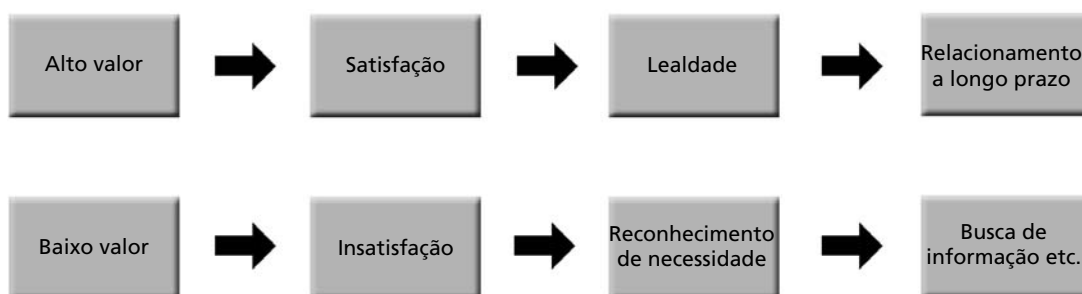 Alto valor
Satisfação
Lealdade
Relacionamento
a longo prazo
Baixo valor
Insatisfação
Reconhecimento
de necessidade
Busca de
informação etc.